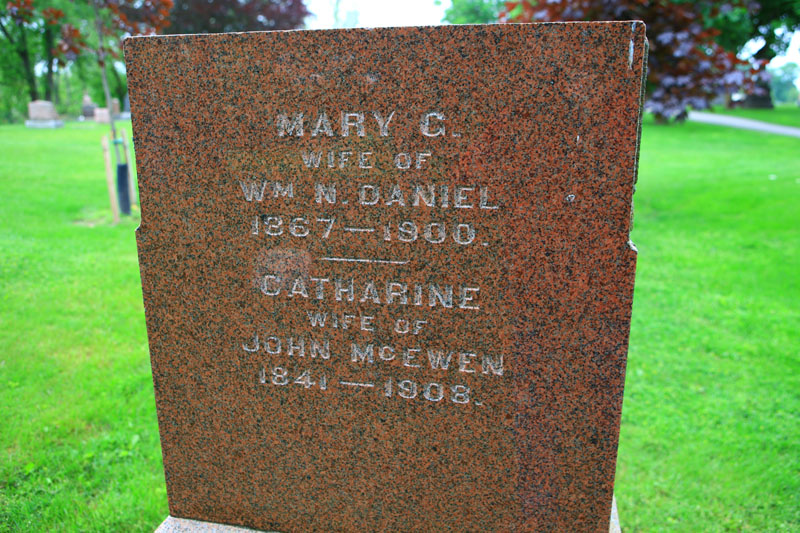 MARY G.
WIFE OF
WM N. DANIEL
1867—1900.
CATHARINE
WIFE OF
JOHN McEWEN
1841—1908.